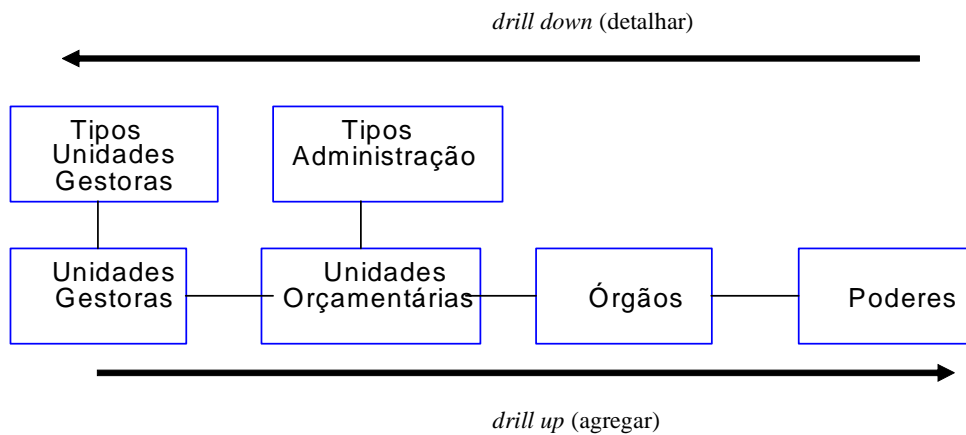 drill down (detalhar)
Tipos
Unidades
Gestoras
Tipos
Administração
Unidades
Gestoras
Unidades
Orçamentárias
Órgãos
Poderes
drill up (agregar)